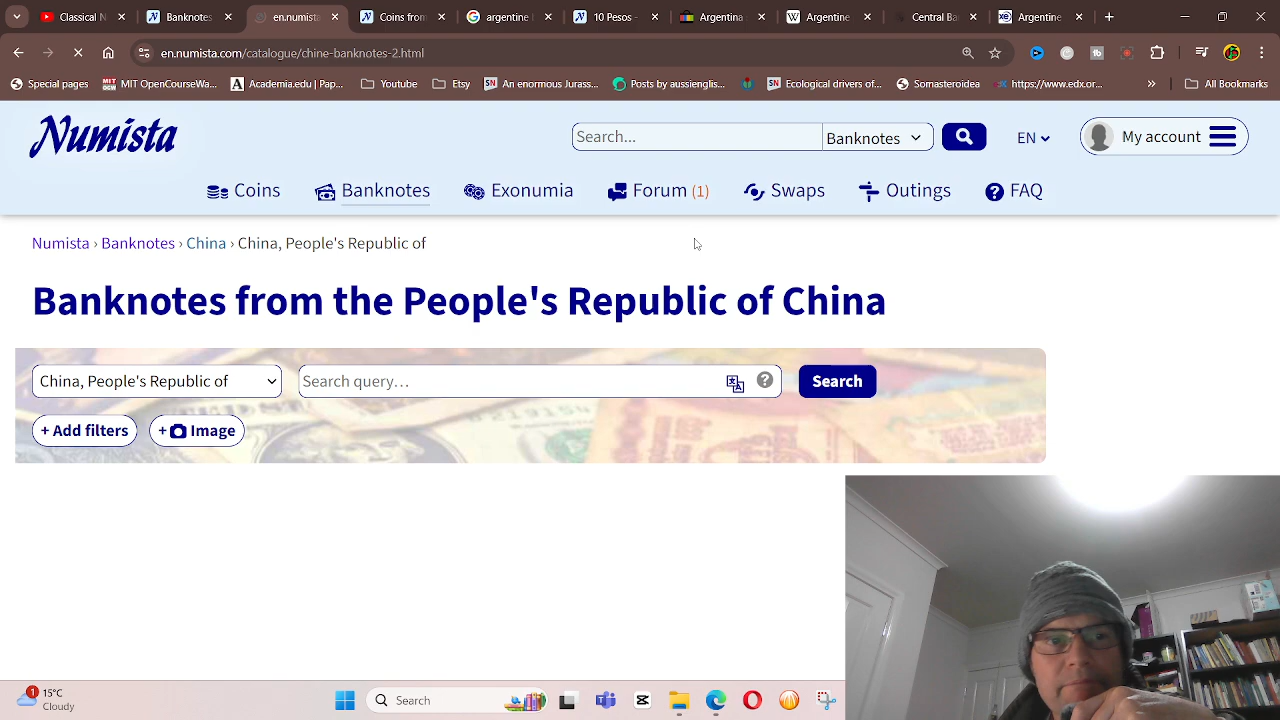 Classical N
Banknotes
en.numista
Coins from
argentine
10 Pesos -
Argentina
Argentine
Central Ba
Argentine
en.numista.com/catalogue/chine-banknotes-2.html
Special pages
MIT OpenCourseWa...
Academia.edu | Pap...
Youtube
Etsy
An enormous Jurass...
Posts by aussienglis...
Ecological drivers of...
Somasteroidea
https://www.edx.or...
All Bookmarks
Numista
Search...
Banknotes
EN
My account
Coins
Banknotes
Exonumia
Forum (1)
Swaps
Outings
FAQ
Numista › Banknotes › China › China, People's Republic of
Banknotes from the People's Republic of China
China, People's Republic of
Search query...
Search
+ Add filters
+ Image
1
15°C
Cloudy
Search